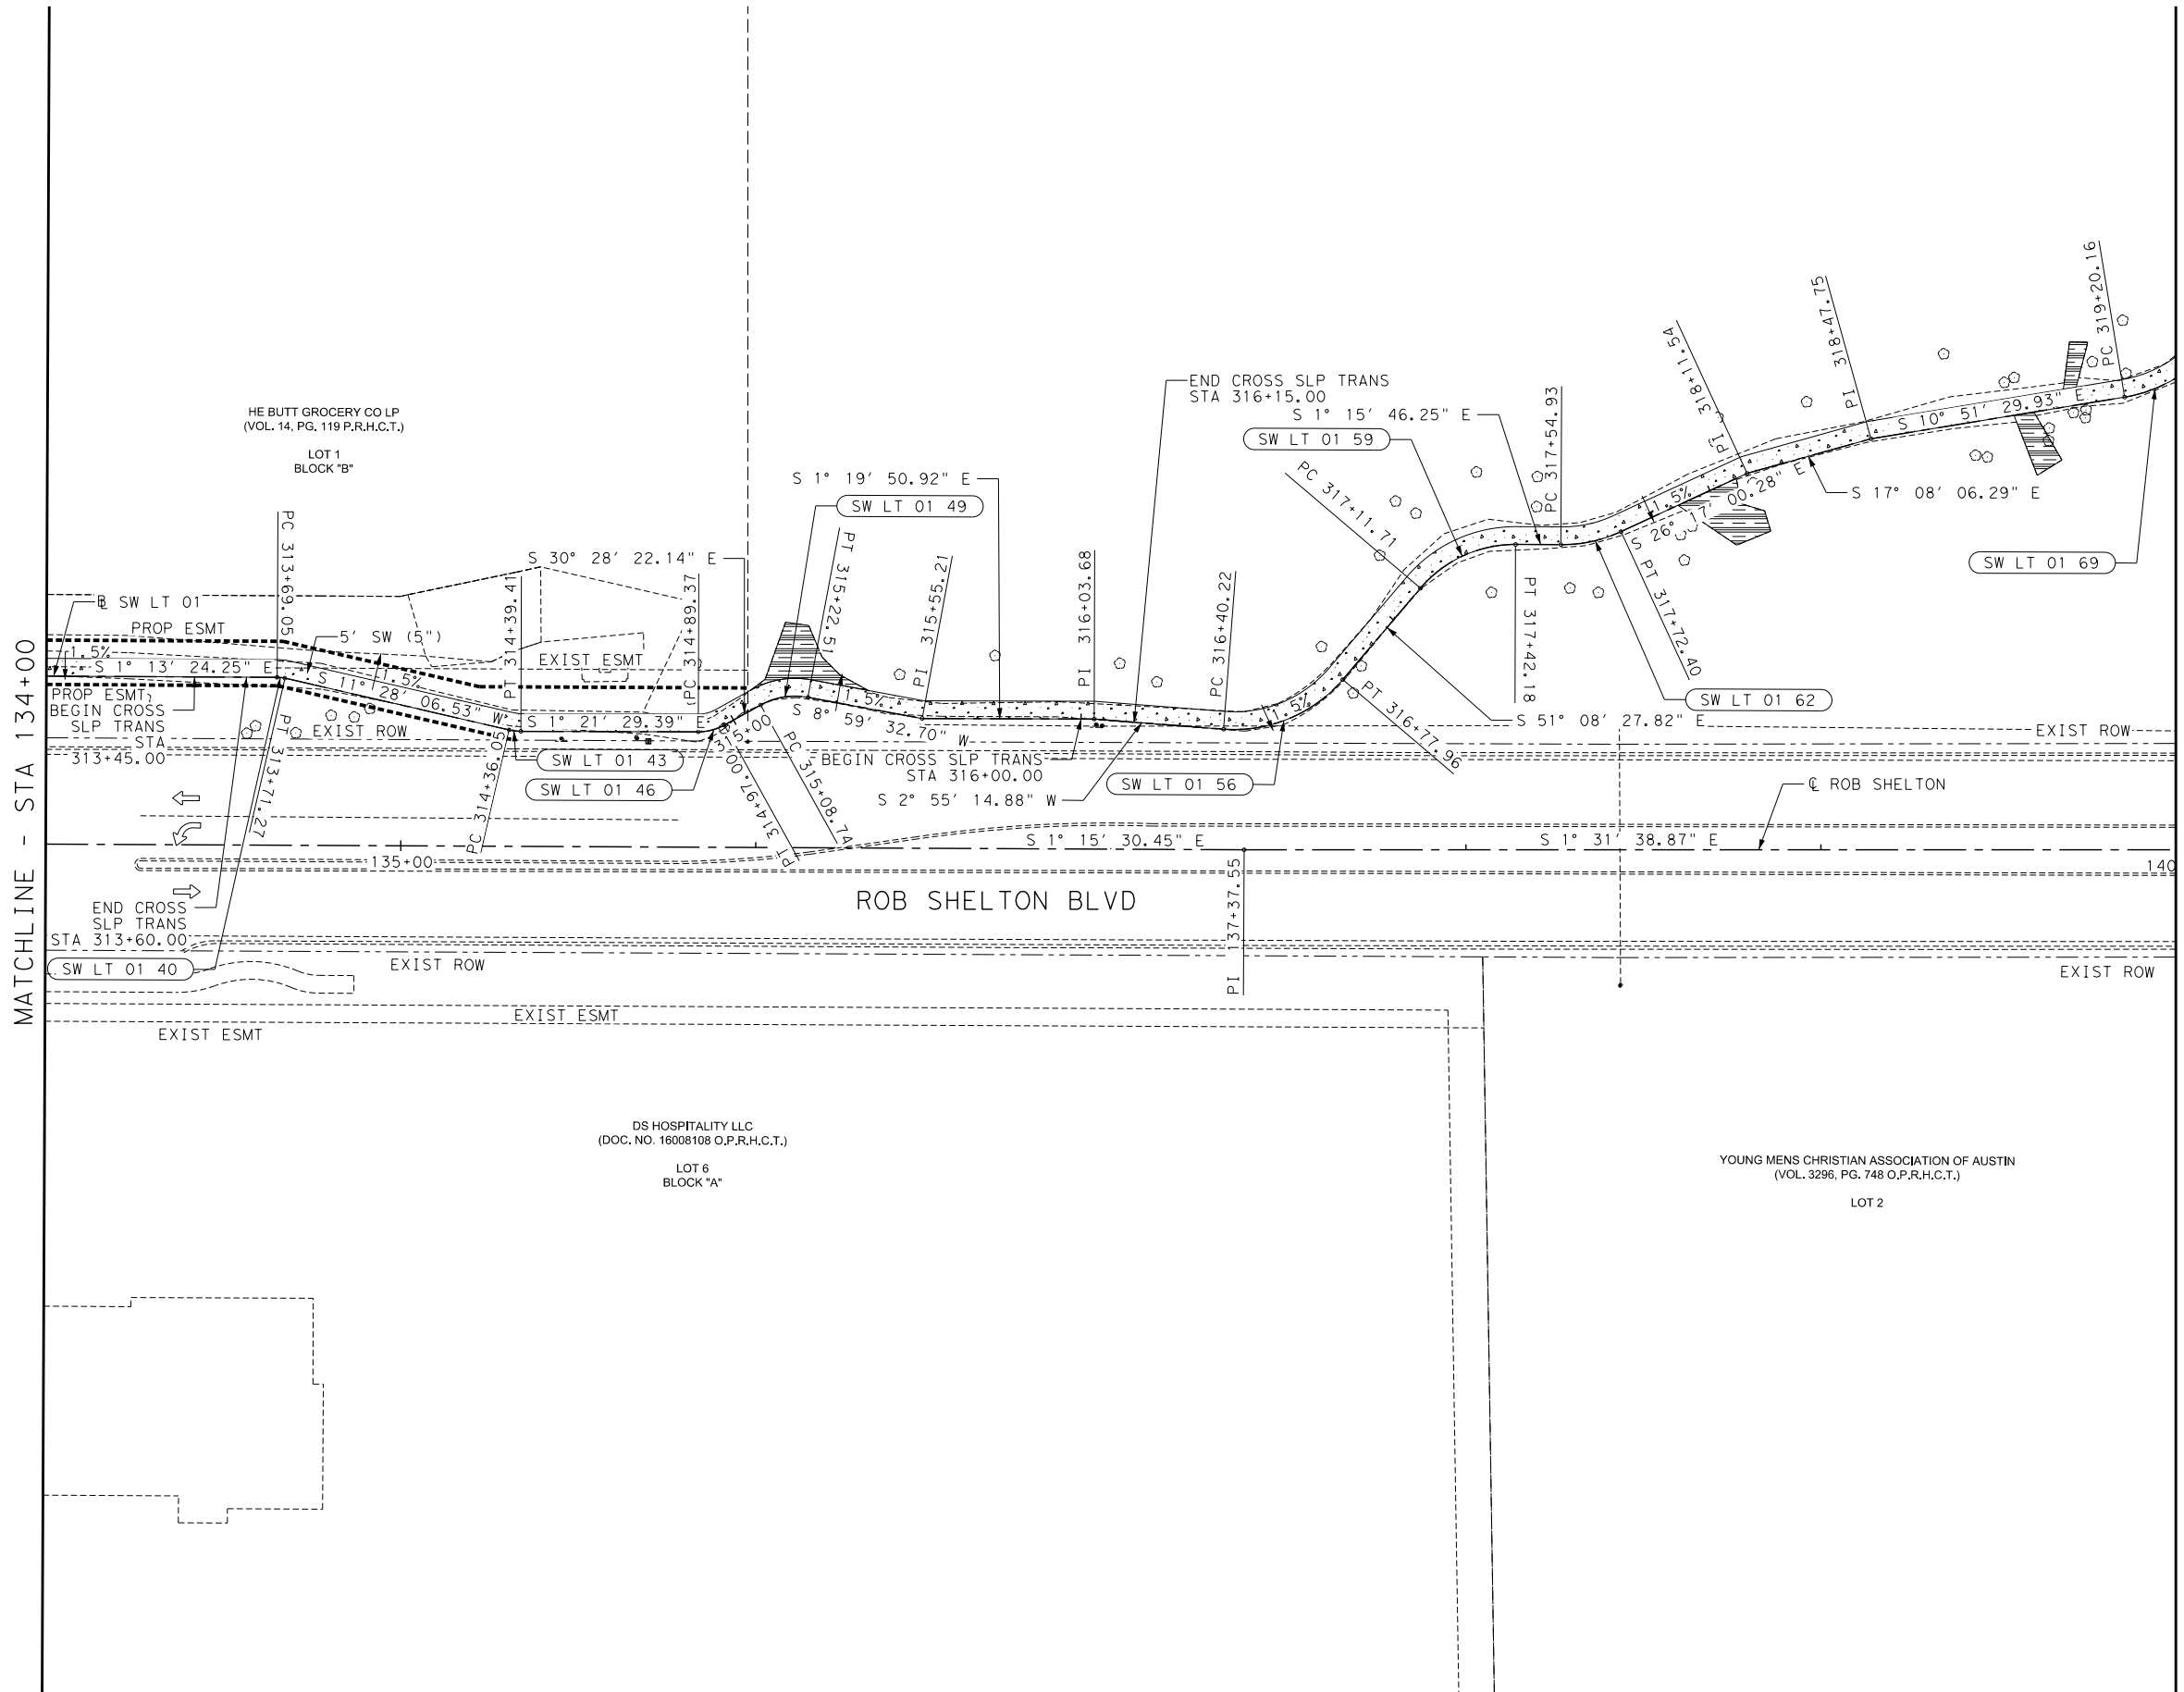 MATCHLINE - STA 134+00
HE BUTT GROCERY CO LP
(VOL. 14, PG. 119 P.R.H.C.T.)
LOT 1
BLOCK "B"
PC 313+69.05
SW LT 01
PROP ESMT
1.5%
S 1° 13' 24.25" E
5' SW (5")
1.5%
S 11° 28' 06.53" W
PROP ESMT
BEGIN CROSS
SLP TRANS
STA
313+45.00
EXIST ROW
PT 313+71.27
END CROSS
SLP TRANS
STA 313+60.00
SW LT 01 40
PC 314+36.05
PT 314+39.41
EXIST ESMT
S 1° 21' 29.39" E
SW LT 01 43
SW LT 01 46
PC 314+89.37
S 30° 28' 22.14" E
315+00
PT 314+97.00
PC 315+08.74
S 1° 19' 50.92" E
SW LT 01 49
PT 315+22.51
1.5%
S 8° 59' 32.70" W
PI 315+55.21
PI 316+03.68
BEGIN CROSS SLP TRANS
STA 316+00.00
S 2° 55' 14.88" W
END CROSS SLP TRANS
STA 316+15.00
PC 316+40.22
SW LT 01 56
1.5%
PT 316+77.96
S 51° 08' 27.82" E
PC 317+11.71
SW LT 01 59
S 1° 15' 46.25" E
PT 317+42.18
PC 317+54.93
SW LT 01 62
PT 317+72.40
1.5%
S 26° 17' 00.28" E
PI 318+11.54
S 17° 08' 06.29" E
PI 318+47.75
S 10° 51' 29.93" E
PC 319+20.16
SW LT 01 69
EXIST ROW
℄ ROB SHELTON
135+00
S 1° 15' 30.45" E
S 1° 31' 38.87" E
140
ROB SHELTON BLVD
PI 37+37.55
EXIST ROW
EXIST ROW
EXIST ESMT
EXIST ESMT
DS HOSPITALITY LLC
(DOC. NO. 16008108 O.P.R.H.C.T.)
LOT 6
BLOCK "A"
YOUNG MENS CHRISTIAN ASSOCIATION OF AUSTIN
(VOL. 3296, PG. 748 O.P.R.H.C.T.)
LOT 2